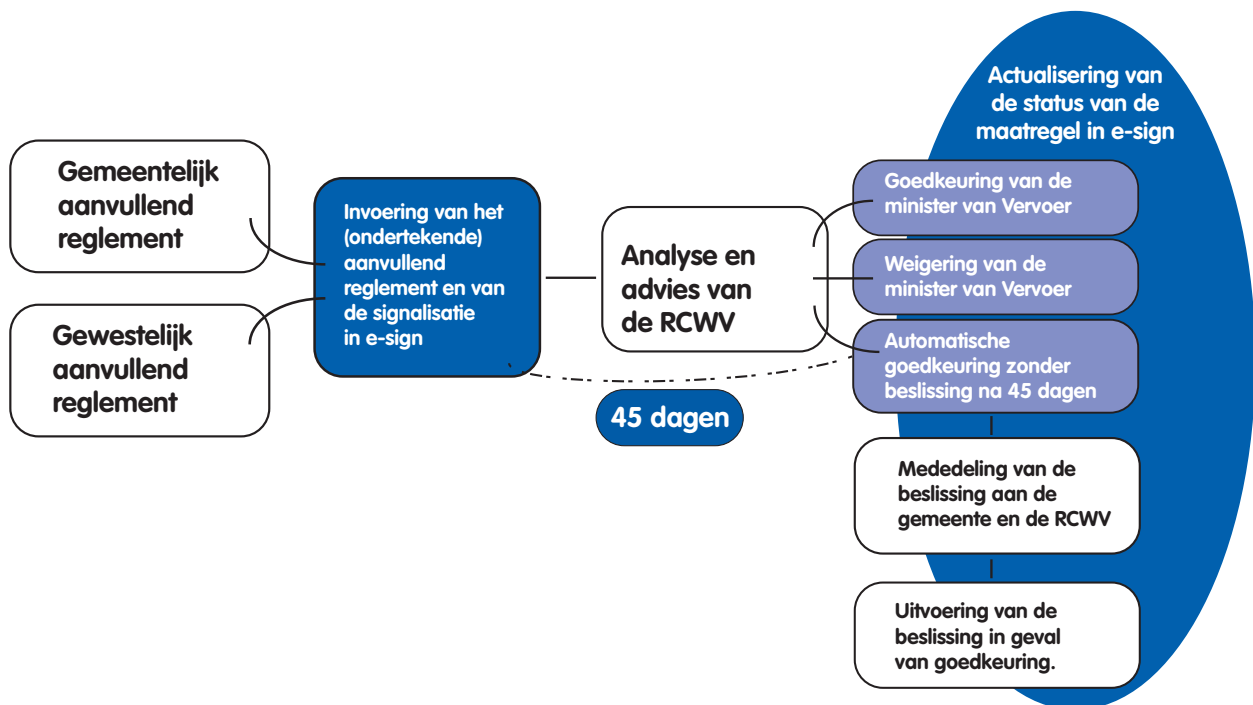 Gemeentelijk
aanvullend
reglement
Gewestelijk
aanvullend
reglement
Invoering van het
(ondertekende)
aanvullend
reglement en van
de signalisatie
in e-sign
Analyse en
advies van
de RCWV
45 dagen
Actualisering van
de status van de
maatregel in e-sign
Goedkeuring van de
minister van Vervoer
Weigering van de
minister van Vervoer
Automatische
goedkeuring zonder
beslissing na 45 dagen
Mededeling van de
beslissing aan de
gemeente en de RCWV
Uitvoering van de
beslissing in geval
van goedkeuring.